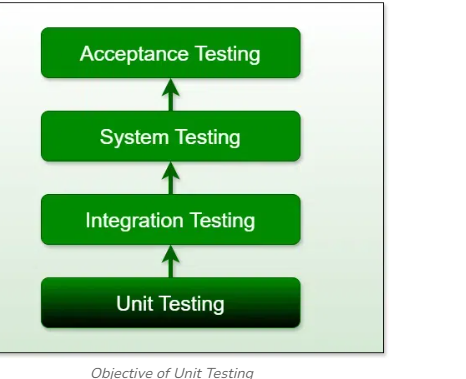 Acceptance Testing
System Testing
Integration Testing
Unit Testing
Objective of Unit Testing